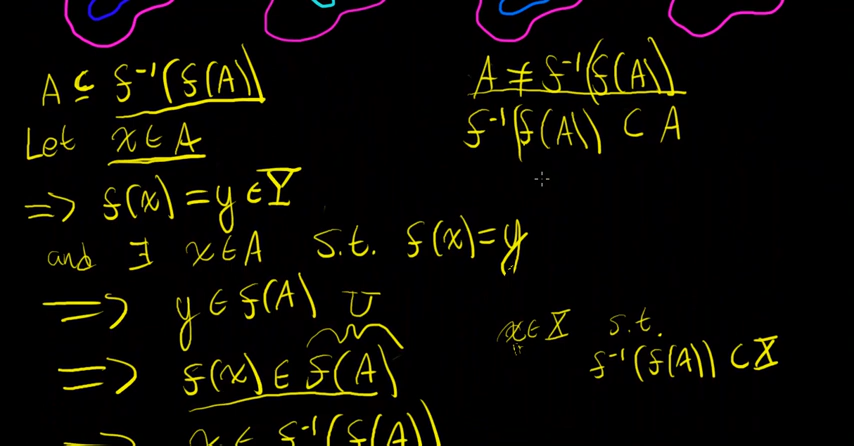 A ⊆ f⁻¹(f(A))
Let x ∈ A
=> f(x) = y ∈ Y
and ∃ x ∈ A s.t. f(x) = y
=> y ∈ f(A) U
=> f(x) ∈ f(A)
=> x ∈ f⁻¹(f(A))
A ≠ f⁻¹(f(A))
f⁻¹(f(A)) ⊂ A
x ∈ X s.t.
f⁻¹(f(A)) ⊂ X